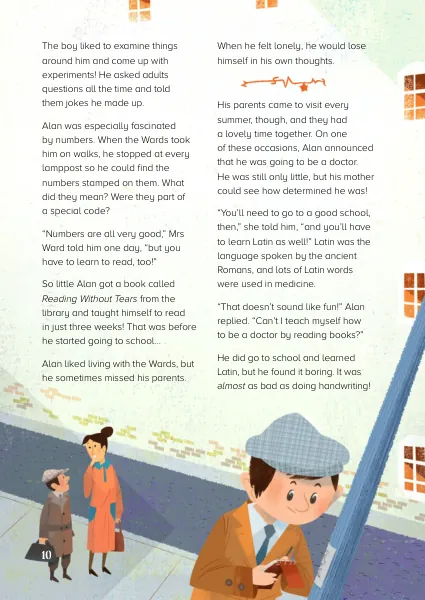 The boy liked to examine things
around him and come up with
experiments! He asked adults
questions all the time and told
them jokes he made up.
Alan was especially fascinated
by numbers. When the Wards took
him on walks, he stopped at every
lamppost so he could find the
numbers stamped on them. What
did they mean? Were they part of
a special code?
“Numbers are all very good,” Mrs
Ward told him one day, “but you
have to learn to read, too!”
So little Alan got a book called
Reading Without Tears from the
library and taught himself to read
in just three weeks! That was before
he started going to school...
Alan liked living with the Wards, but
he sometimes missed his parents.
When he felt lonely, he would lose
himself in his own thoughts.
His parents came to visit every
summer, though, and they had
a lovely time together. On one
of these occasions, Alan announced
that he was going to be a doctor.
He was still only little, but his mother
could see how determined he was!
“You’ll need to go to a good school,
then,” she told him, “and you’ll have
to learn Latin as well!” Latin was the
language spoken by the ancient
Romans, and lots of Latin words
were used in medicine.
“That doesn’t sound like fun!” Alan
replied. “Can’t I teach myself how
to be a doctor by reading books?”
He did go to school and learned
Latin, but he found it boring. It was
almost as bad as doing handwriting!
10